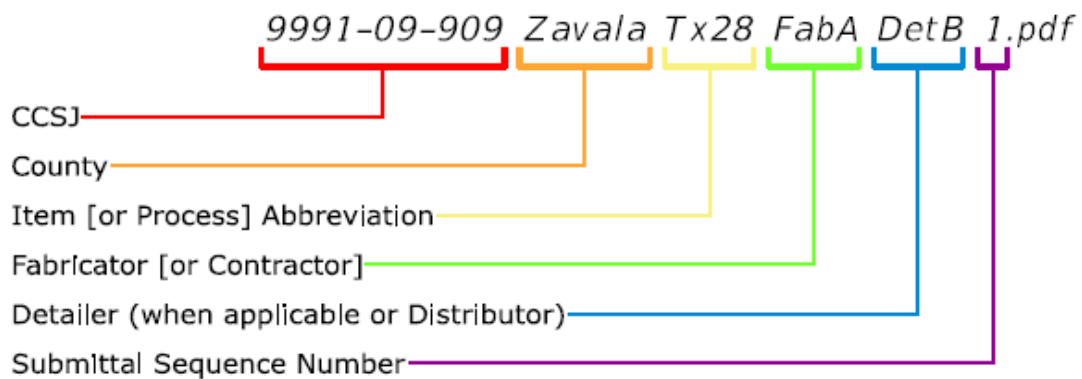 9991-09-909 Zavala Tx28 FabA DetB 1.pdf
CCSJ
County
Item [or Process] Abbreviation
Fabricator [or Contractor]
Detailer (when applicable or Distributor)
Submittal Sequence Number